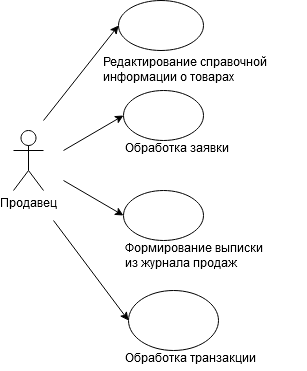 Редактирование справочной
информации о товарах
Обработка заявки
Продавец
Формирование выписки
из журнала продаж
Обработка транзакции